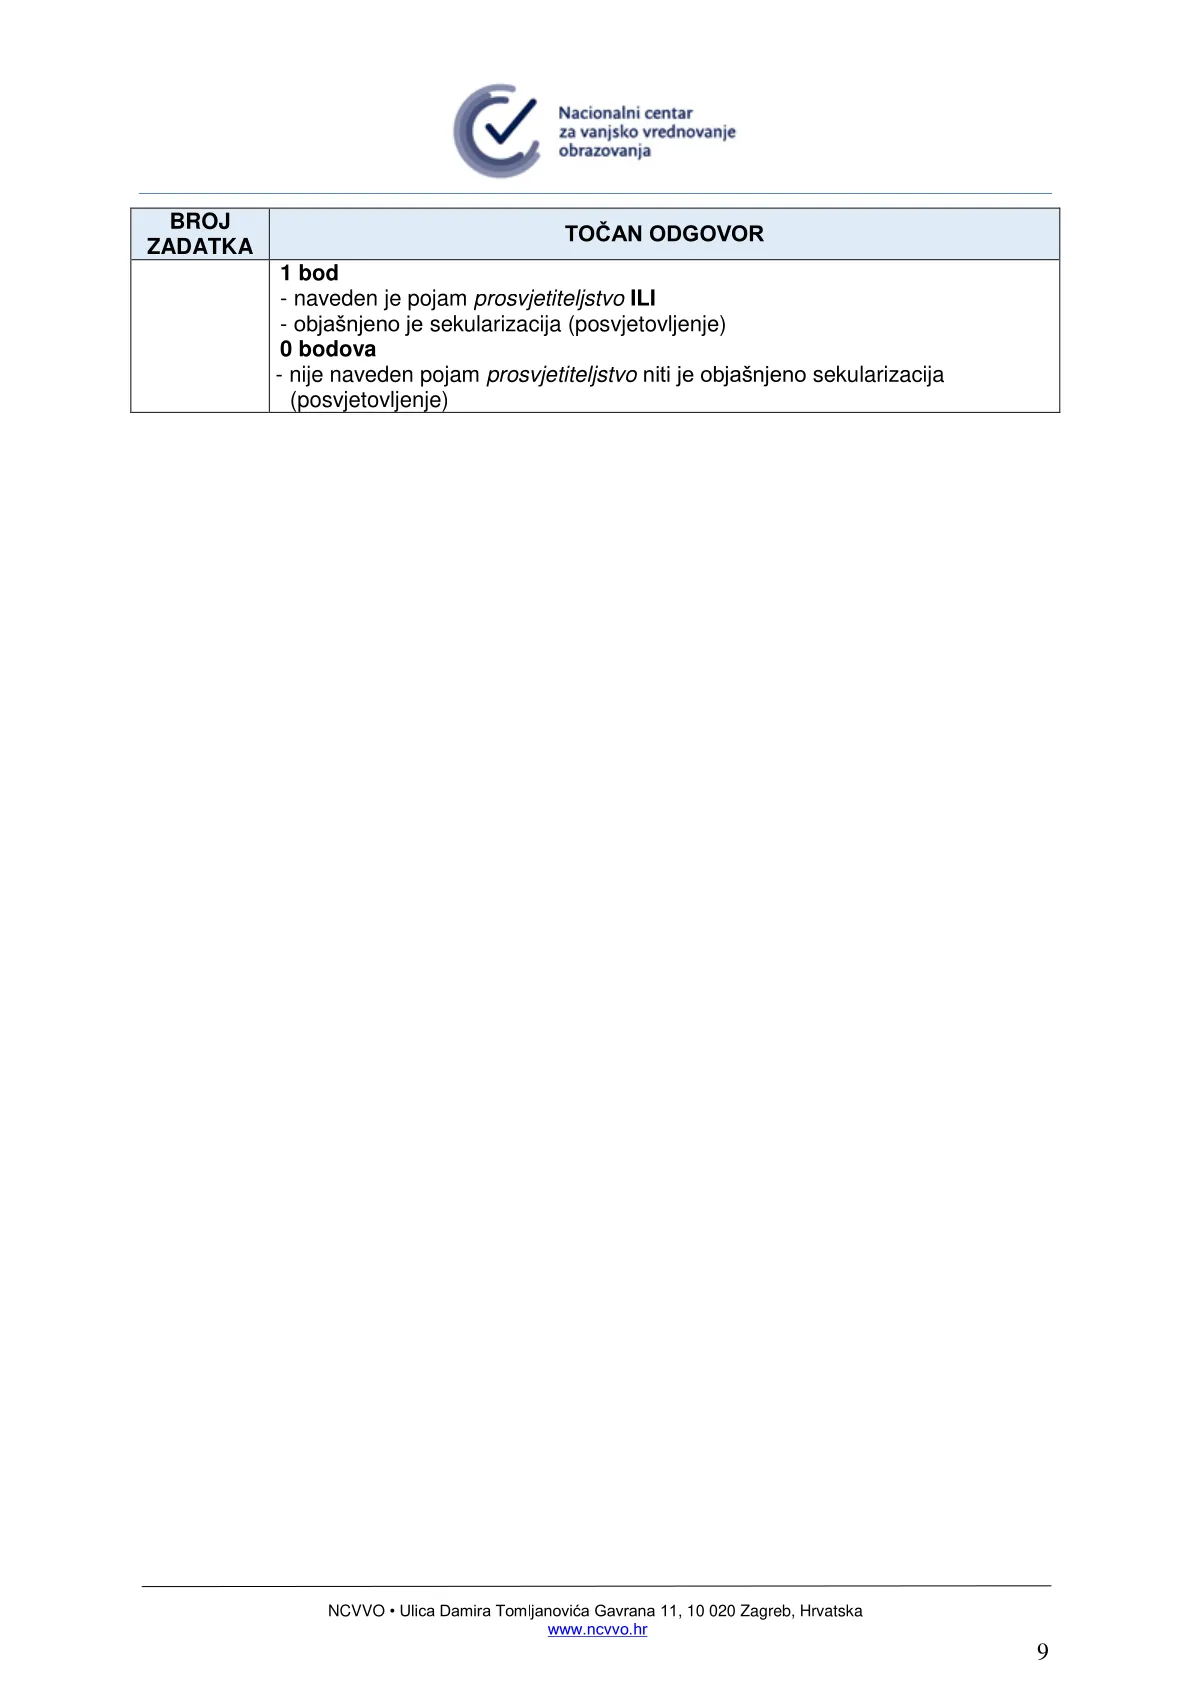 Nacionalni centar
za vanjsko vrednovanje
obrazovanja
BROJ
ZADATKA
TOČAN ODGOVOR
1 bod
- naveden je pojam prosvjetiteljstvo ILI
- objašnjeno je sekularizacija (posvjetovljenje)
0 bodova
- nije naveden pojam prosvjetiteljstvo niti je objašnjeno sekularizacija
(posvjetovljenje)
NCVVO • Ulica Damira Tomljanovića Gavrana 11, 10 020 Zagreb, Hrvatska
www.ncvvo.hr
9